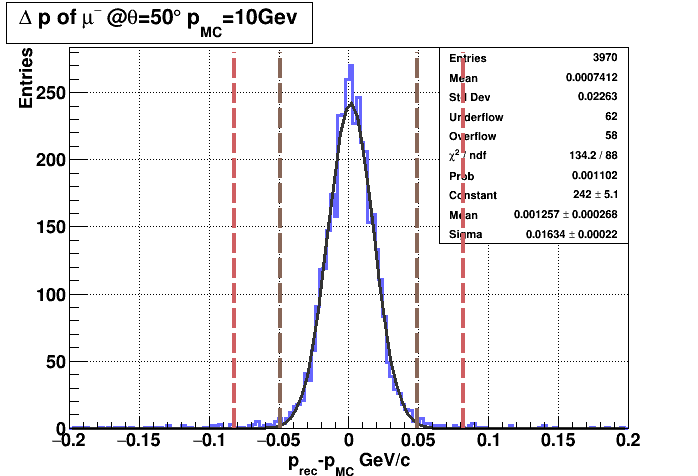 Δ p of μ⁻ @θ=50° p_MC=10Gev
Entries
Entries 3970
Mean 0.0007412
Std Dev 0.02263
Underflow 62
Overflow 58
χ² / ndf 134.2 / 88
Prob 0.001102
Constant 242 ± 5.1
Mean 0.001257 ± 0.000268
Sigma 0.01634 ± 0.00022
250
200
150
100
50
0
−0.2 −0.15 −0.1 −0.05 0 0.05 0.1 0.15 0.2
p_rec-p_MC GeV/c